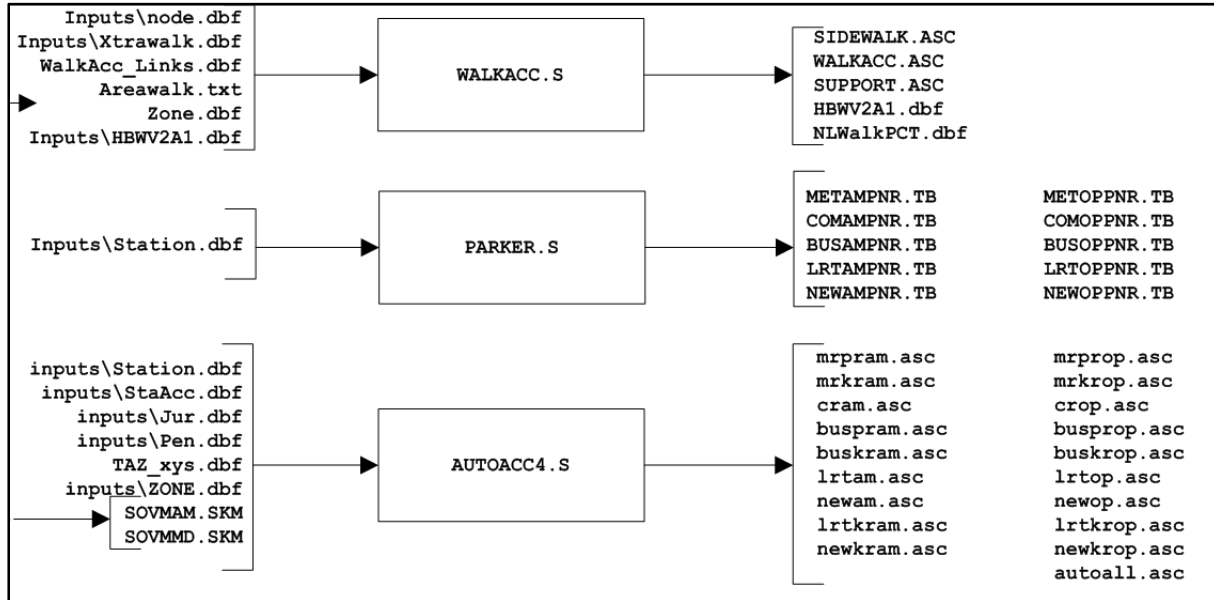 Inputs\node.dbf
Inputs\Xtrawalk.dbf
WalkAcc_Links.dbf
Areawalk.txt
Zone.dbf
Inputs\HBWV2A1.dbf
WALKACC.S
SIDEWALK.ASC
WALKACC.ASC
SUPPORT.ASC
HBWV2A1.dbf
NLWalkPCT.dbf
Inputs\Station.dbf
PARKER.S
METAMPNR.TB METOPPNR.TB
COMAMPNR.TB COMOPPNR.TB
BUSAMPNR.TB BUSOPPNR.TB
LRTAMPNR.TB LRTOPPNR.TB
NEWAMPNR.TB NEWOPPNR.TB
inputs\Station.dbf
inputs\StaAcc.dbf
inputs\Jur.dbf
inputs\Pen.dbf
TAZ_xys.dbf
inputs\ZONE.dbf
SOVMAM.SKM
SOVMMD.SKM
AUTOACC4.S
mrpram.asc mrprop.asc
mrkram.asc mrkrop.asc
cram.asc crop.asc
buspram.asc busprop.asc
buskram.asc buskrop.asc
lrtam.asc lrtop.asc
newam.asc newop.asc
lrtkram.asc lrtkrop.asc
newkram.asc newkrop.asc
autoall.asc